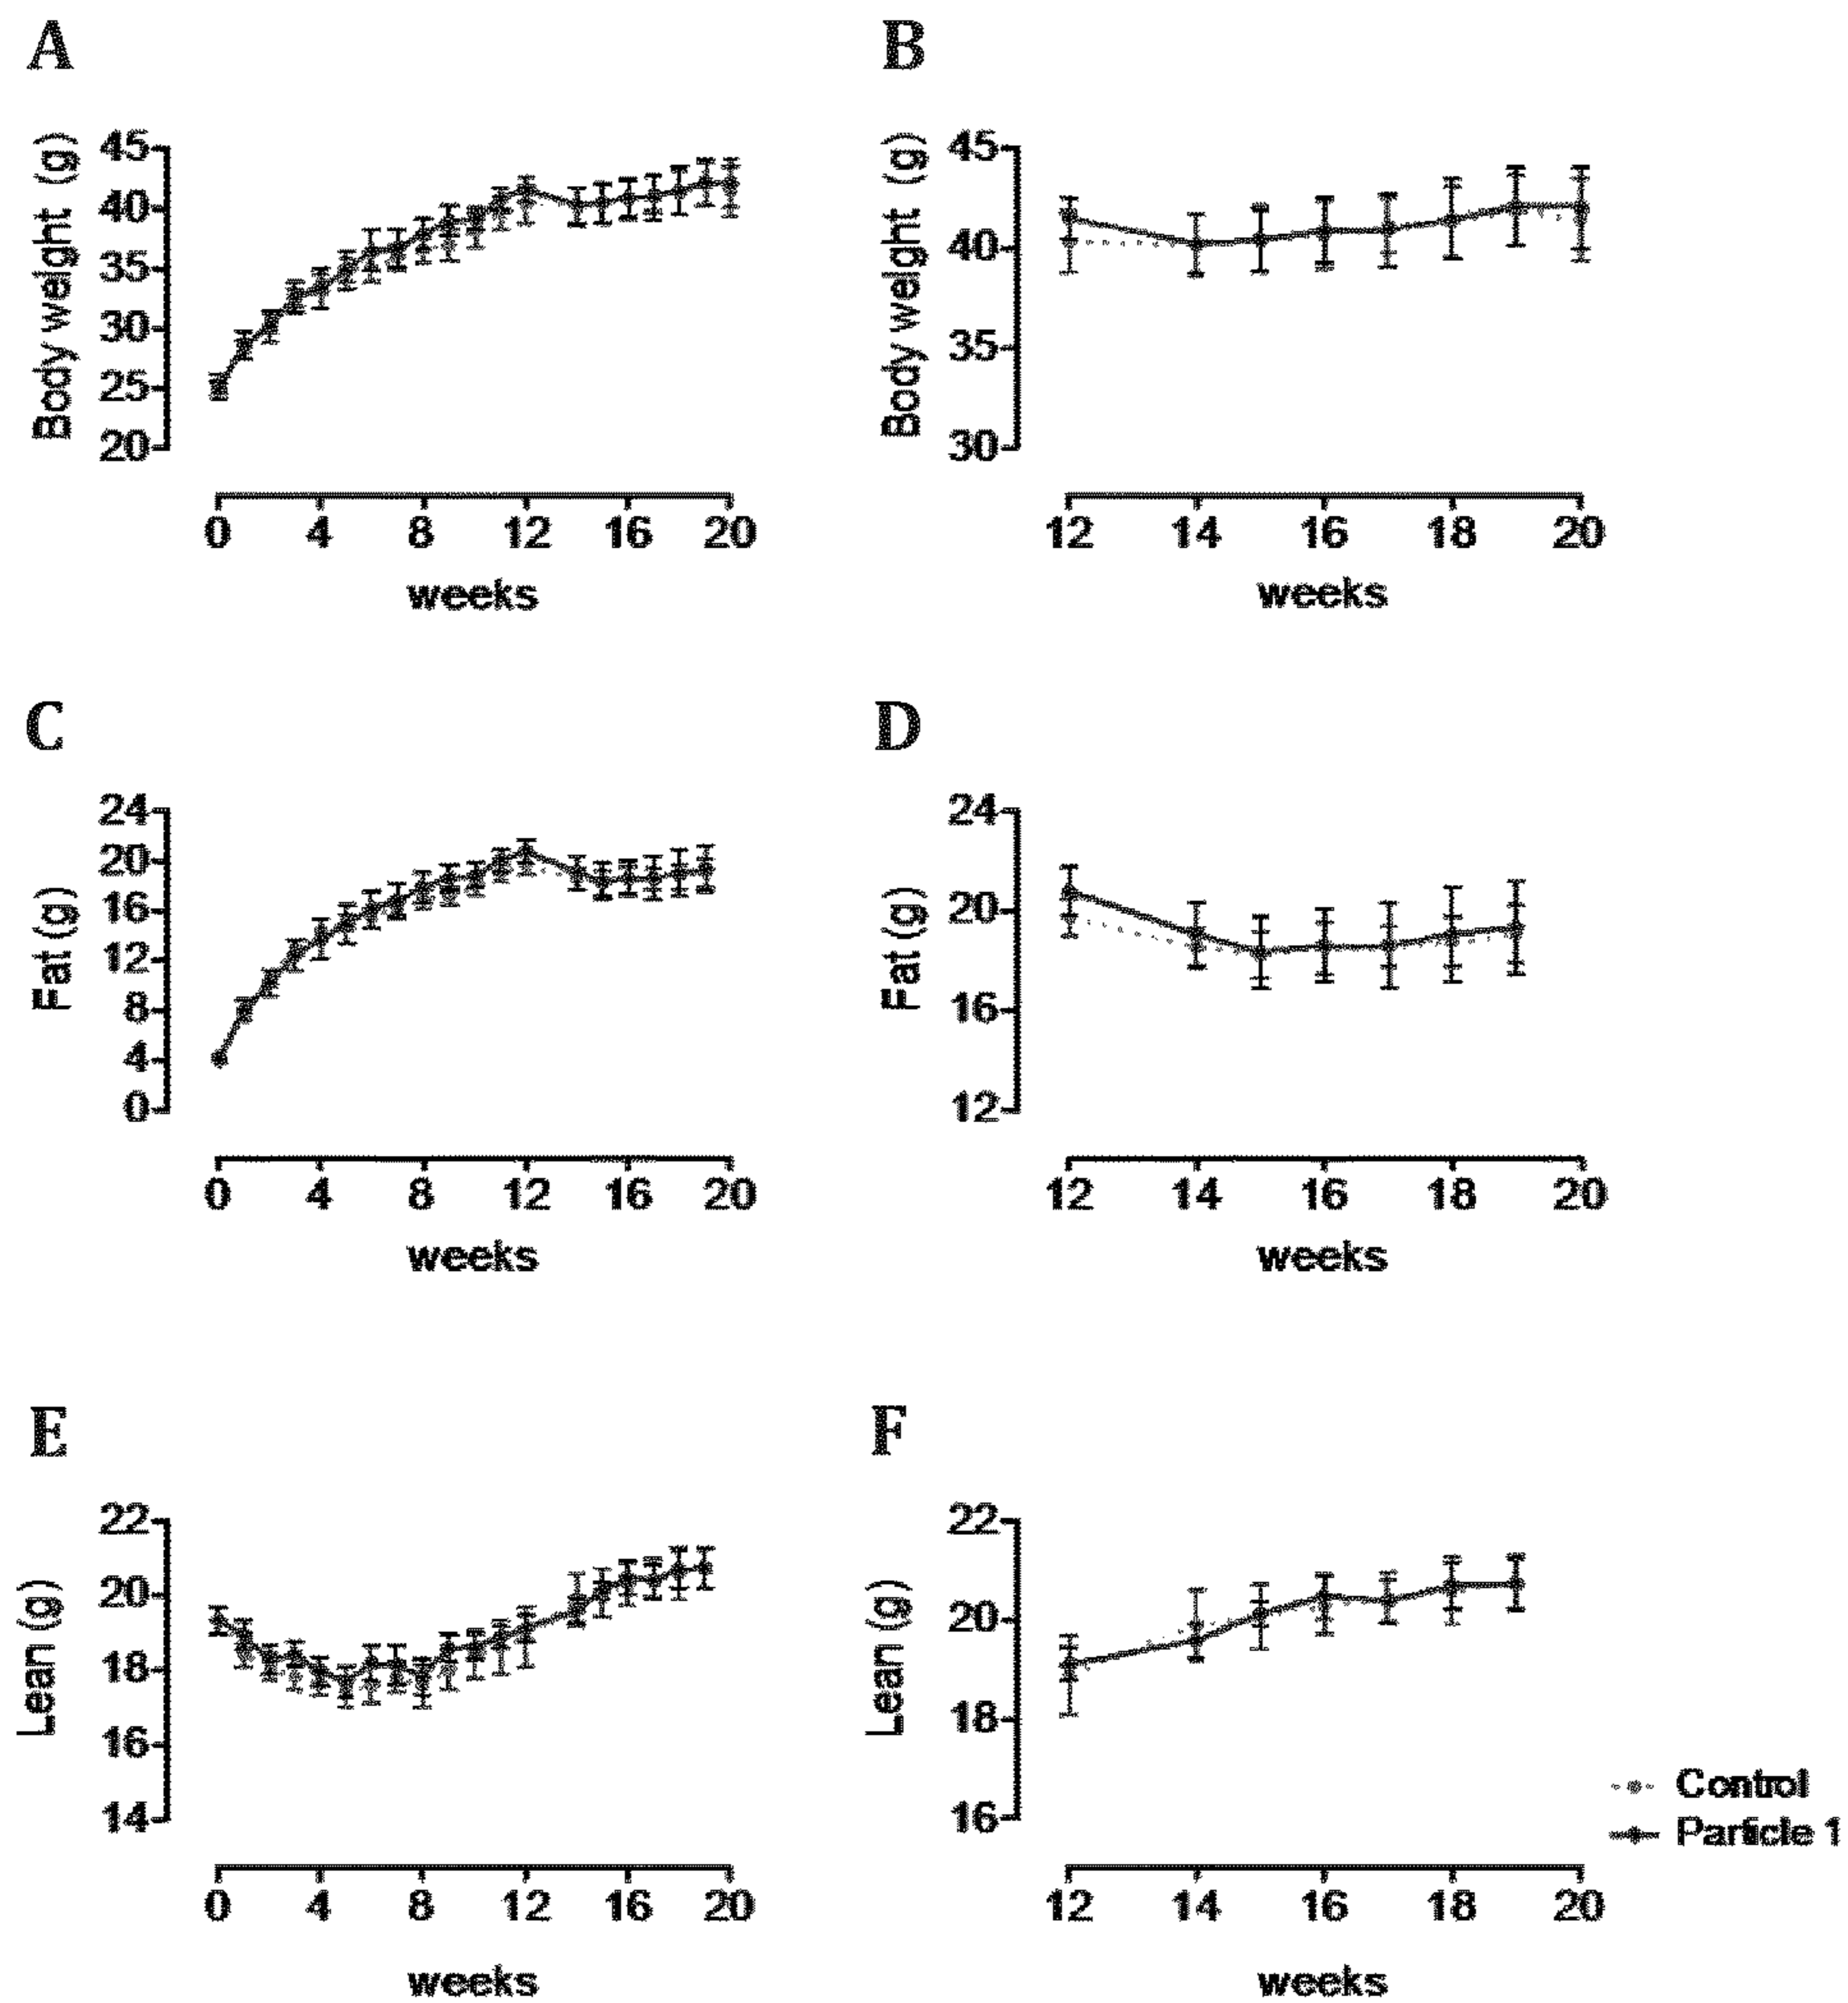 A
B
Body weight (g)
45
40
35
30
25
20
0 4 8 12 16 20
weeks
Body weight (g)
45
40
35
30
12 14 16 18 20
weeks
C
D
Fat (g)
24
20
16
12
8
4
0
0 4 8 12 16 20
weeks
Fat (g)
24
20
16
12
12 14 16 18 20
weeks
E
F
Lean (g)
22
20
18
16
14
0 4 8 12 16 20
weeks
Lean (g)
22
20
18
16
12 14 16 18 20
weeks
Control
Particle 1